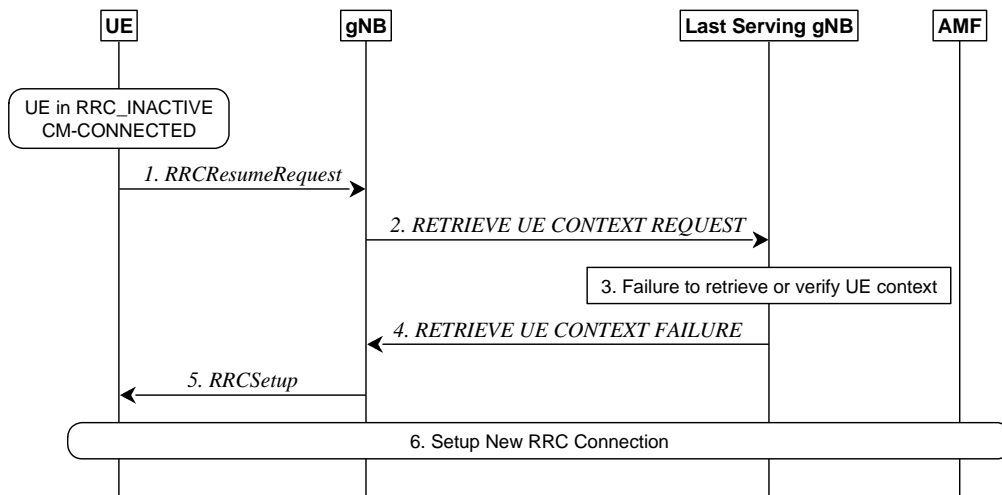 UE
gNB
Last Serving gNB
AMF
UE in RRC_INACTIVE
CM-CONNECTED
1. RRCResumeRequest
2. RETRIEVE UE CONTEXT REQUEST
3. Failure to retrieve or verify UE context
4. RETRIEVE UE CONTEXT FAILURE
5. RRCSetup
6. Setup New RRC Connection